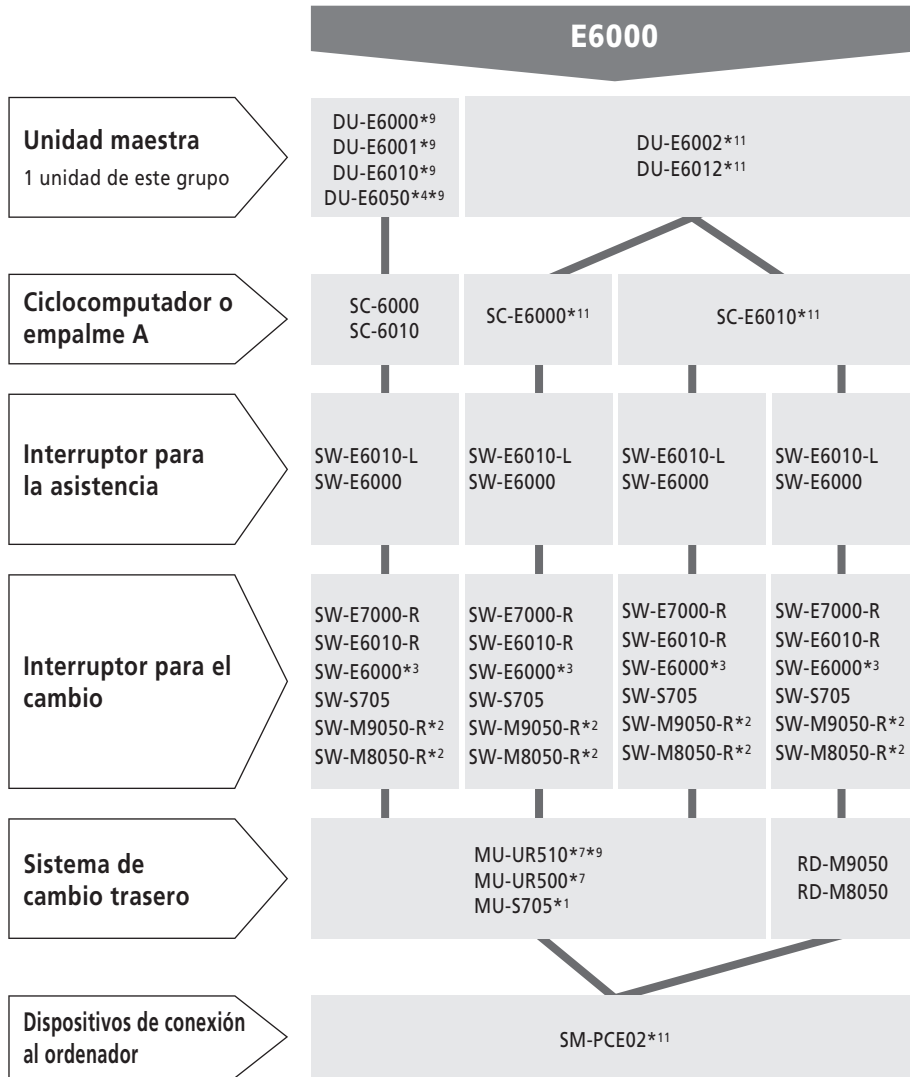 E6000
Unidad maestra
1 unidad de este grupo
DU-E6000*9
DU-E6001*9
DU-E6010*9
DU-E6050*4*9
DU-E6002*11
DU-E6012*11
Ciclocomputador o
empalme A
SC-6000
SC-6010
SC-E6000*11
SC-E6010*11
Interruptor para
la asistencia
SW-E6010-L
SW-E6000
SW-E6010-L
SW-E6000
SW-E6010-L
SW-E6000
SW-E6010-L
SW-E6000
Interruptor para el
cambio
SW-E7000-R
SW-E6010-R
SW-E6000*3
SW-S705
SW-M9050-R*2
SW-M8050-R*2
SW-E7000-R
SW-E6010-R
SW-E6000*3
SW-S705
SW-M9050-R*2
SW-M8050-R*2
SW-E7000-R
SW-E6010-R
SW-E6000*3
SW-S705
SW-M9050-R*2
SW-M8050-R*2
SW-E7000-R
SW-E6010-R
SW-E6000*3
SW-S705
SW-M9050-R*2
SW-M8050-R*2
Sistema de
cambio trasero
MU-UR510*7*9
MU-UR500*7
MU-S705*1
RD-M9050
RD-M8050
Dispositivos de conexión
al ordenador
SM-PCE02*11